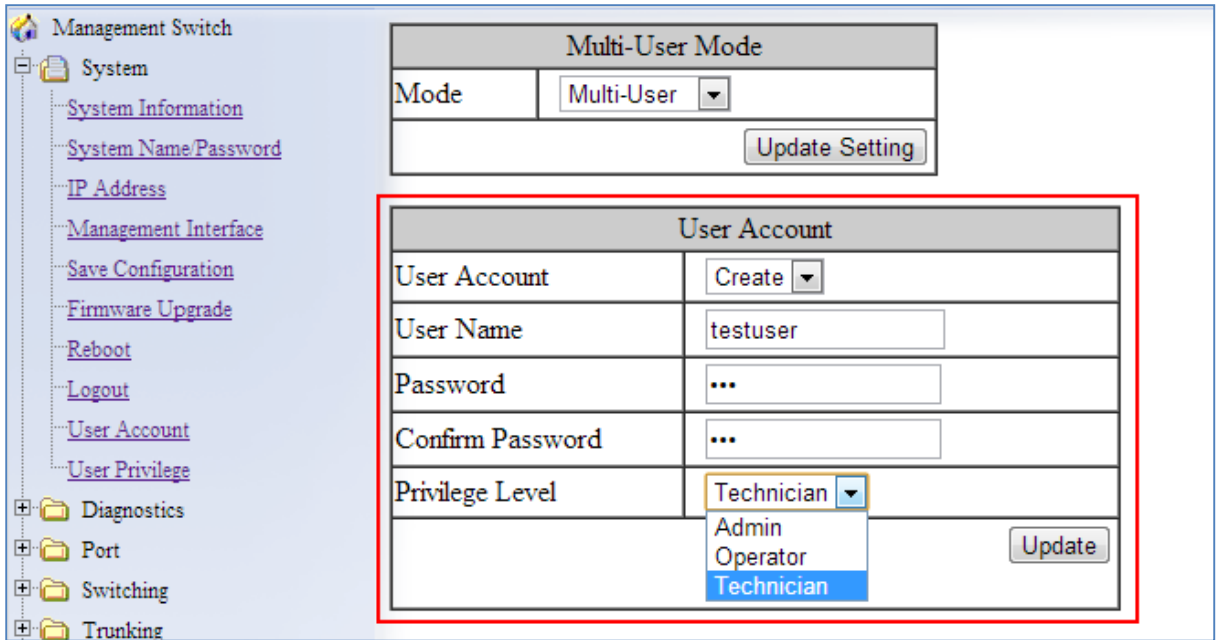 Management Switch
System
System Information
System Name/Password
IP Address
Management Interface
Save Configuration
Firmware Upgrade
Reboot
Logout
User Account
User Privilege
Diagnostics
Port
Switching
Trunking
Multi-User Mode
Mode Multi-User
Update Setting
User Account
User Account Create
User Name testuser
Password •••
Confirm Password •••
Privilege Level Technician
Admin
Operator
Technician
Update